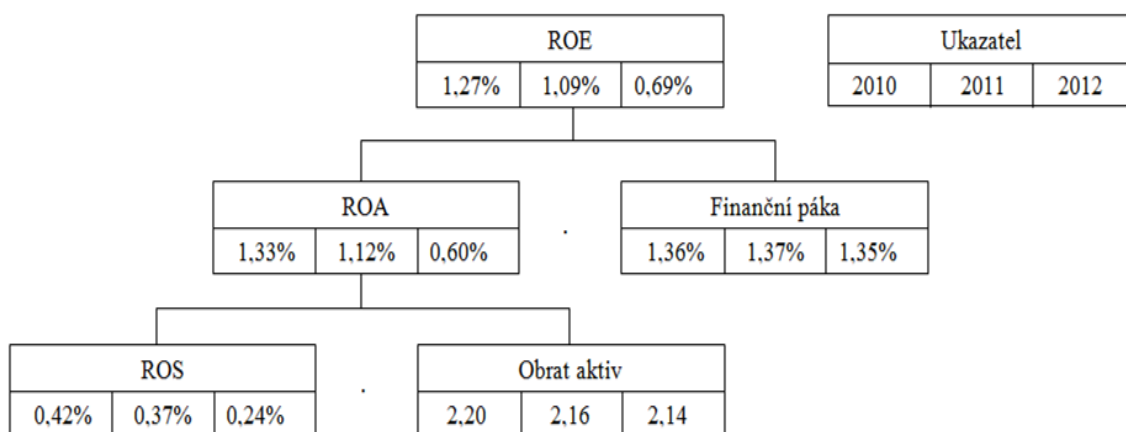 ROE Ukazatel
1,27% 1,09% 0,69% 2010 2011 2012
ROA Finanční páka
1,33% 1,12% 0,60% . 1,36% 1,37% 1,35%
ROS Obrat aktiv
0,42% 0,37% 0,24% . 2,20 2,16 2,14